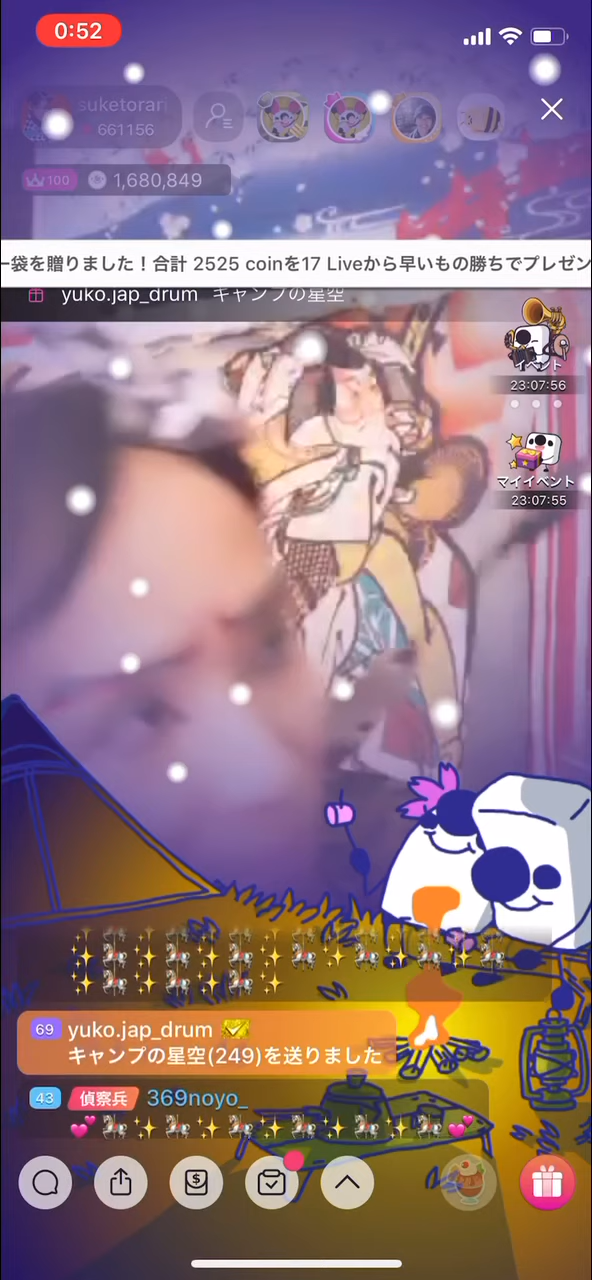 0:52
suketorar
661156
100
1,680,849
ー袋を贈りました！合計 2525 coinを17 Liveから早いもの勝ちでプレゼン
yuko.jap_drum キャンプの星空
イベント
23:07:56
マイイベント
23:07:55
69 yuko.jap_drum
キャンプの星空(249)を送りました
43 偵察兵 369noyo_